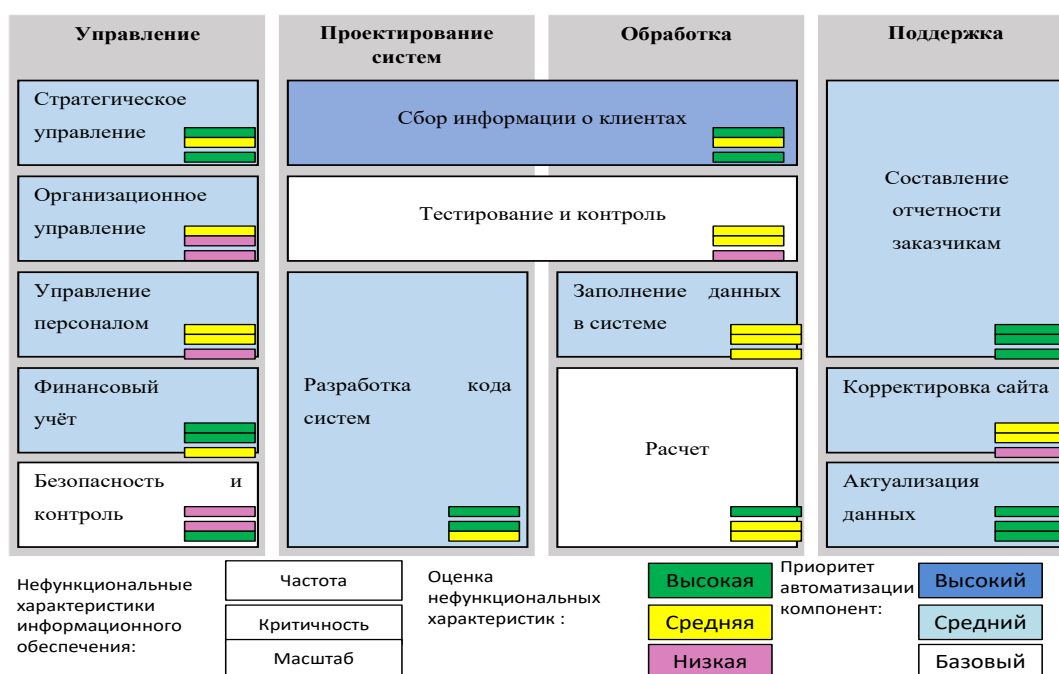 Управление
Проектирование
систем
Обработка
Поддержка
Стратегическое
управление
Сбор информации о клиентах
Составление
отчетности
заказчикам
Организационное
управление
Тестирование и контроль
Управление
персоналом
Заполнение данных
в системе
Финансовый
учёт
Разработка кода
систем
Расчет
Корректировка сайта
Безопасность и
контроль
Актуализация
данных
Нефункциональные
характеристики
информационного
обеспечения:
Частота
Критичность
Масштаб
Оценка
нефункциональных
характеристик :
Высокая
Средняя
Низкая
Приоритет
автоматизации
компонент:
Высокий
Средний
Базовый